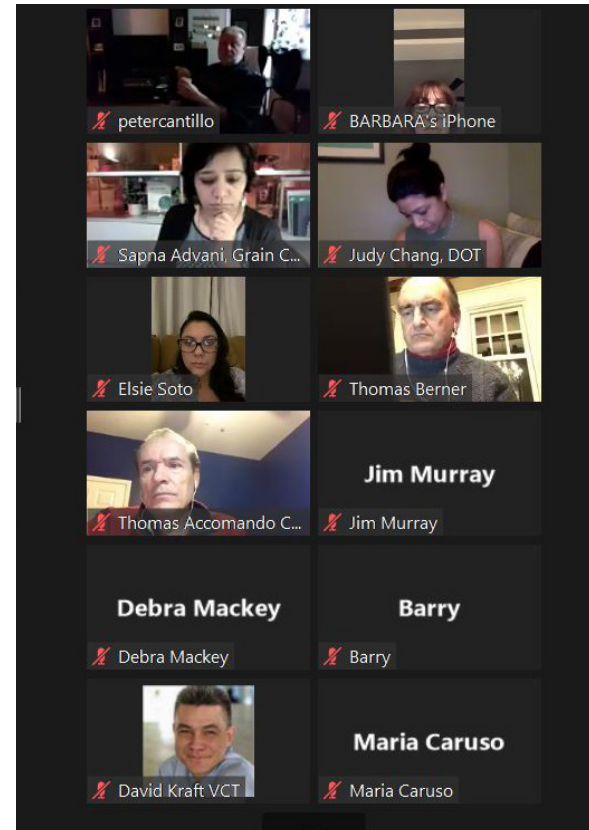 petercantillo
BARBARA's iPhone
Sapna Advani, Grain C...
Judy Chang, DOT
Elsie Soto
Thomas Berner
Thomas Accomando C...
Jim Murray
Jim Murray
Debra Mackey
Debra Mackey
Barry
Barry
David Kraft VCT
Maria Caruso
Maria Caruso